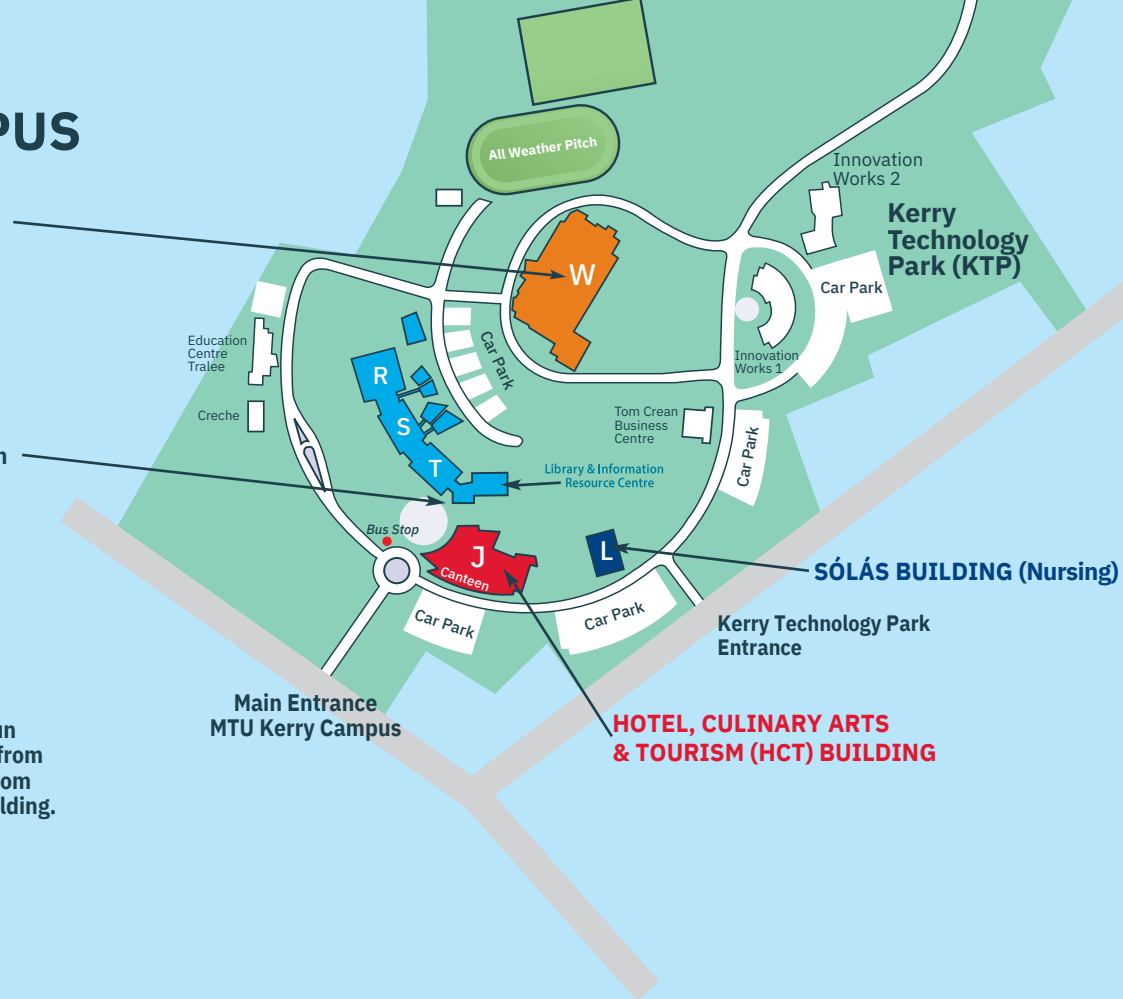 PUS
All Weather Pitch
Innovation
Works 2
Kerry
Technology
Park (KTP)
W
Car Park
Education
Centre
Tralee
Car Park
Innovation
Works 1
R
Creche
S
Tom Crean
Business
Centre
Car Park
T
Library & Information
Resource Centre
Bus Stop
J
Canteen
L
SÓLÁS BUILDING (Nursing)
Car Park
Car Park
Kerry Technology Park
Entrance
Main Entrance
MTU Kerry Campus
HOTEL, CULINARY ARTS
& TOURISM (HCT) BUILDING
from
om
lding.